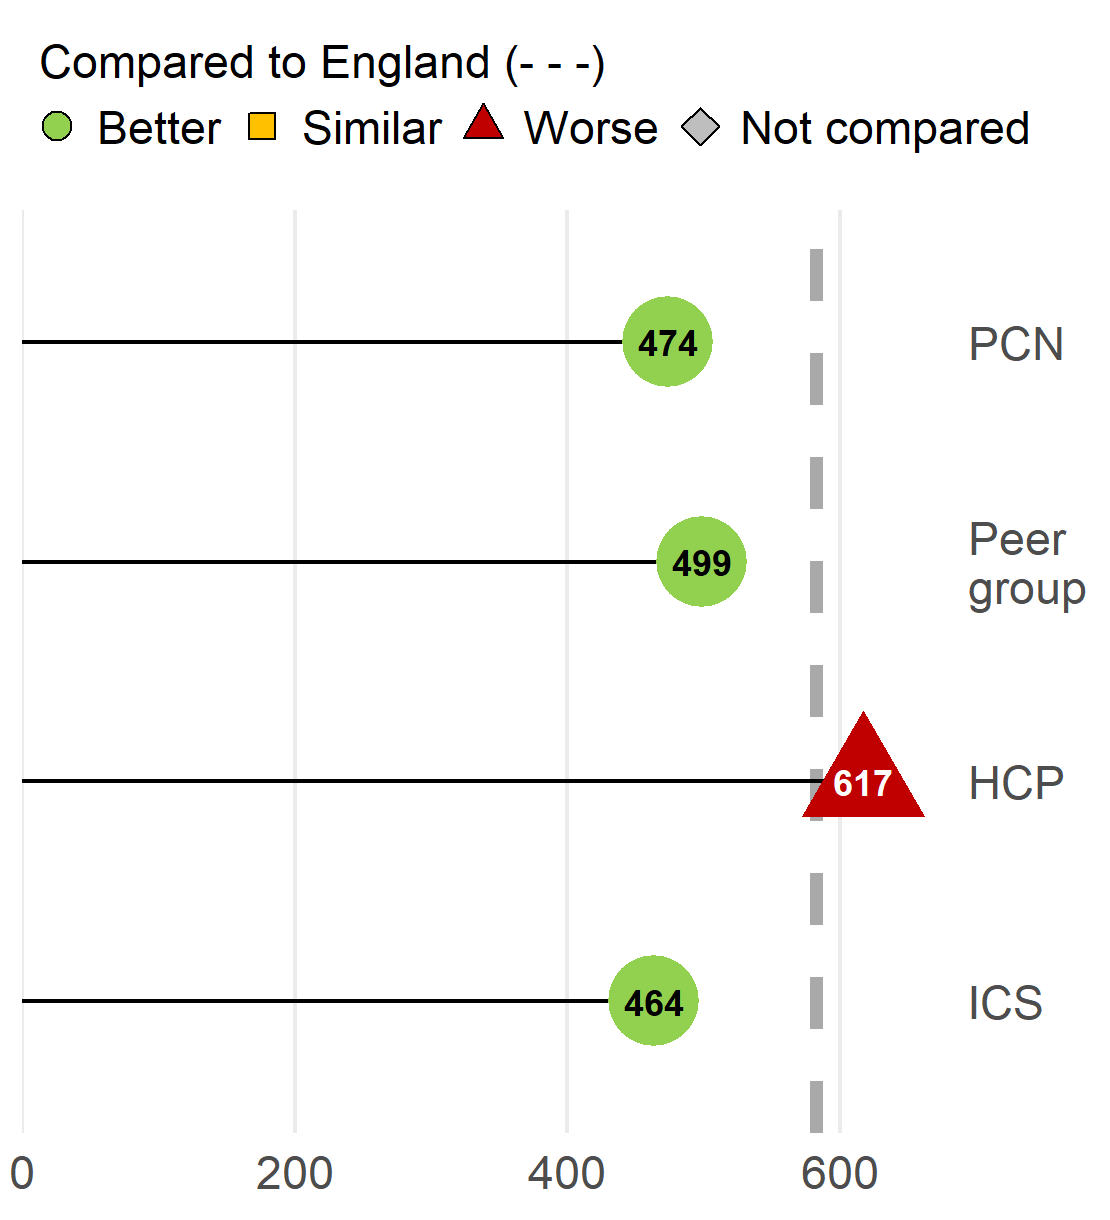 Compared to England (- - -)
Better Similar Worse Not compared
474 PCN
499 Peer
group
617 HCP
464 ICS
0 200 400 600